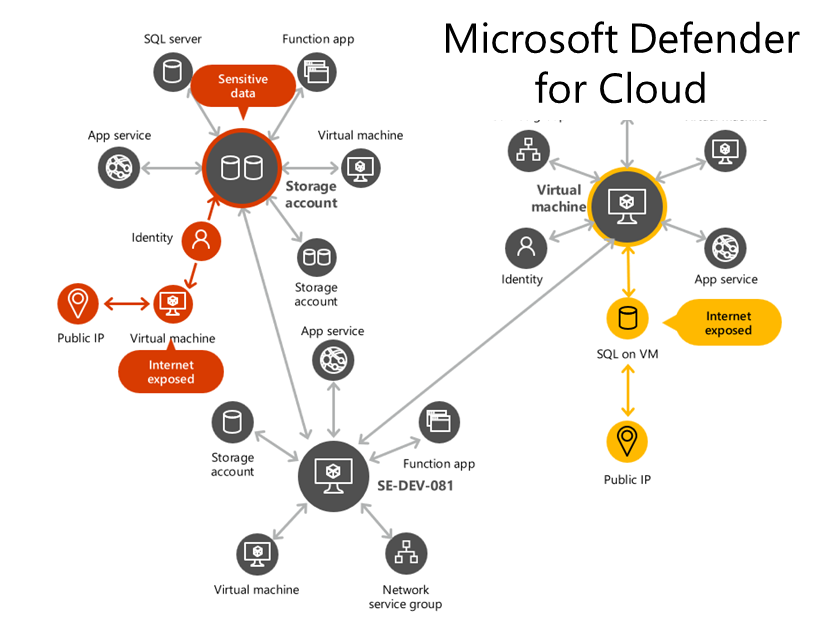 Microsoft Defender
for Cloud
SQL server
Function app
Sensitive
data
App service
Virtual machine
Storage
account
Identity
Storage
account
Public IP
Virtual machine
Internet
exposed
App service
Storage
account
Function app
SE-DEV-081
Virtual machine
Network
service group
Virtual
machine
Identity
App service
Internet
exposed
SQL on VM
Public IP